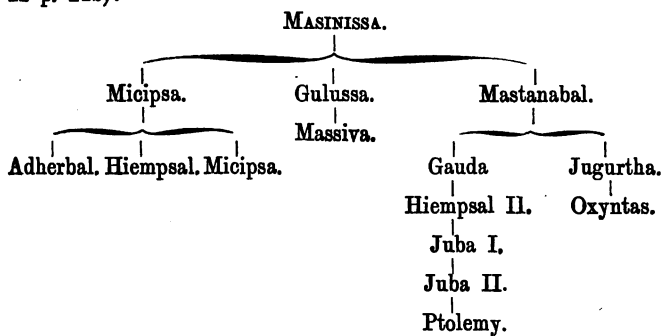 MASINISSA.
Micipsa. Gulussa. Mastanabal.
Massiva.
Adherbal. Hiempsal. Micipsa. Gauda Jugurtha.
Hiempsal II. Oxyntas.
Juba I.
Juba II.
Ptolemy.